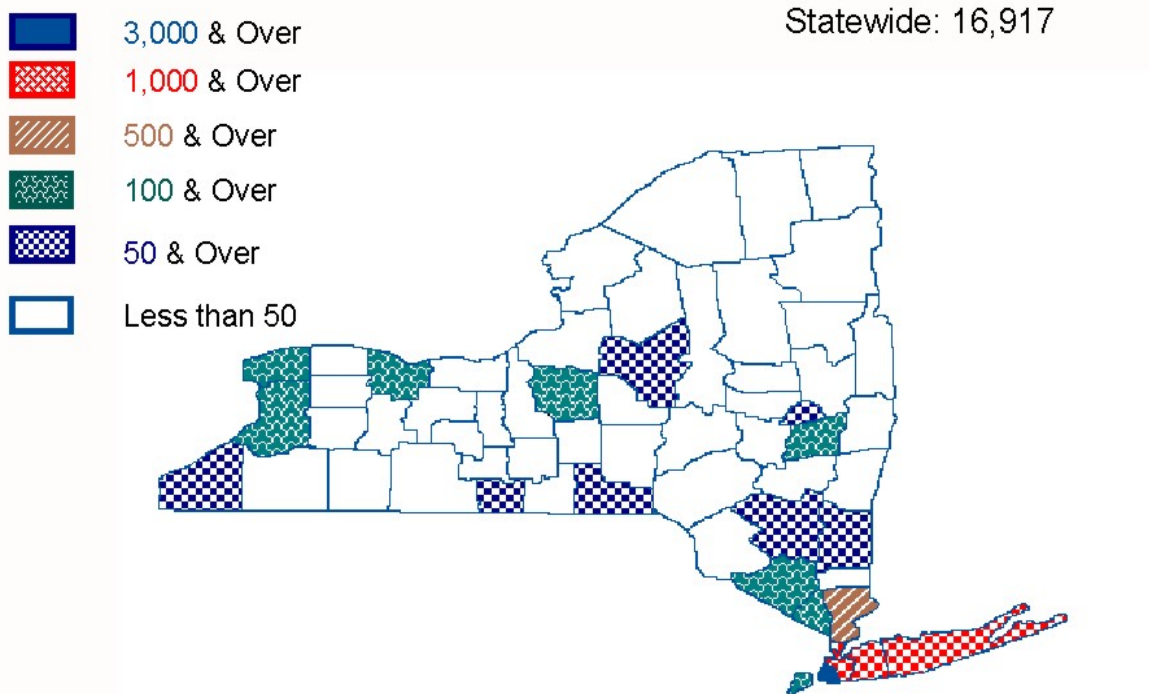 Statewide: 16,917
3,000 & Over
1,000 & Over
500 & Over
100 & Over
50 & Over
Less than 50